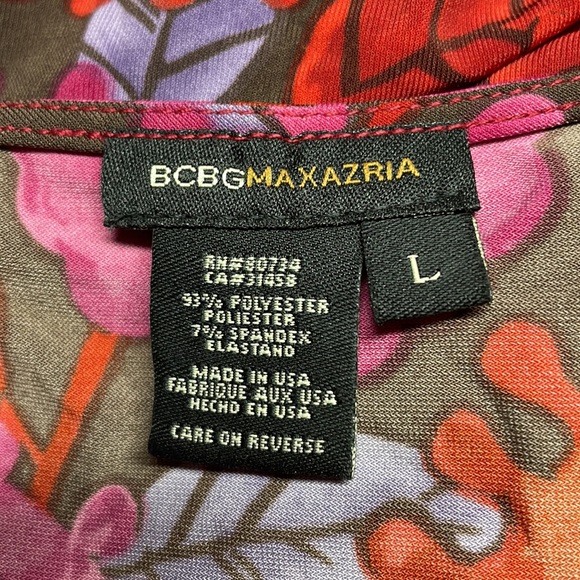 BCBGMAXAZRIA
L
RN#80734
CA#31458
93% POLYESTER
POLIESTER
7% SPANDEX
ELASTANO
MADE IN USA
FABRIQUE AUX USA
HECHO EN USA
CARE ON REVERSE